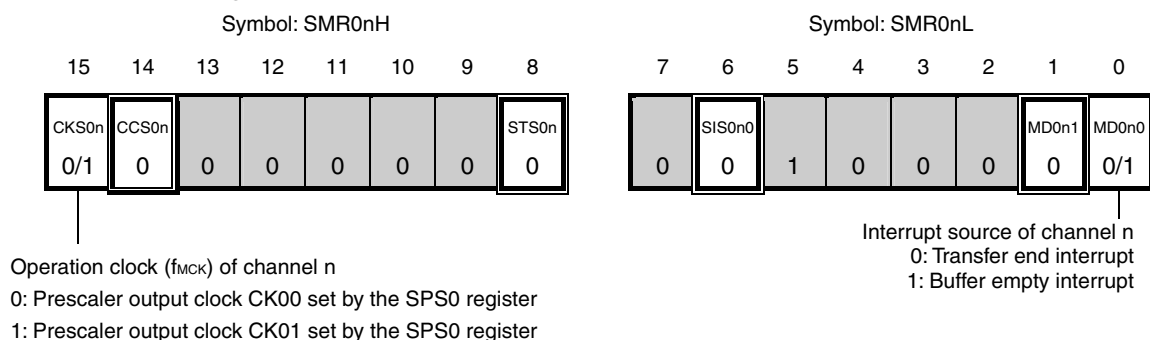 Symbol: SMR0nH
15 14 13 12 11 10 9 8
CKS0n CCS0n STS0n
0/1 0 0 0 0 0 0 0
Operation clock (fMCK) of channel n
0: Prescaler output clock CK00 set by the SPS0 register
1: Prescaler output clock CK01 set by the SPS0 register
Symbol: SMR0nL
7 6 5 4 3 2 1 0
SIS0n0 MD0n1 MD0n0
0 0 1 0 0 0 0 0/1
Interrupt source of channel n
0: Transfer end interrupt
1: Buffer empty interrupt